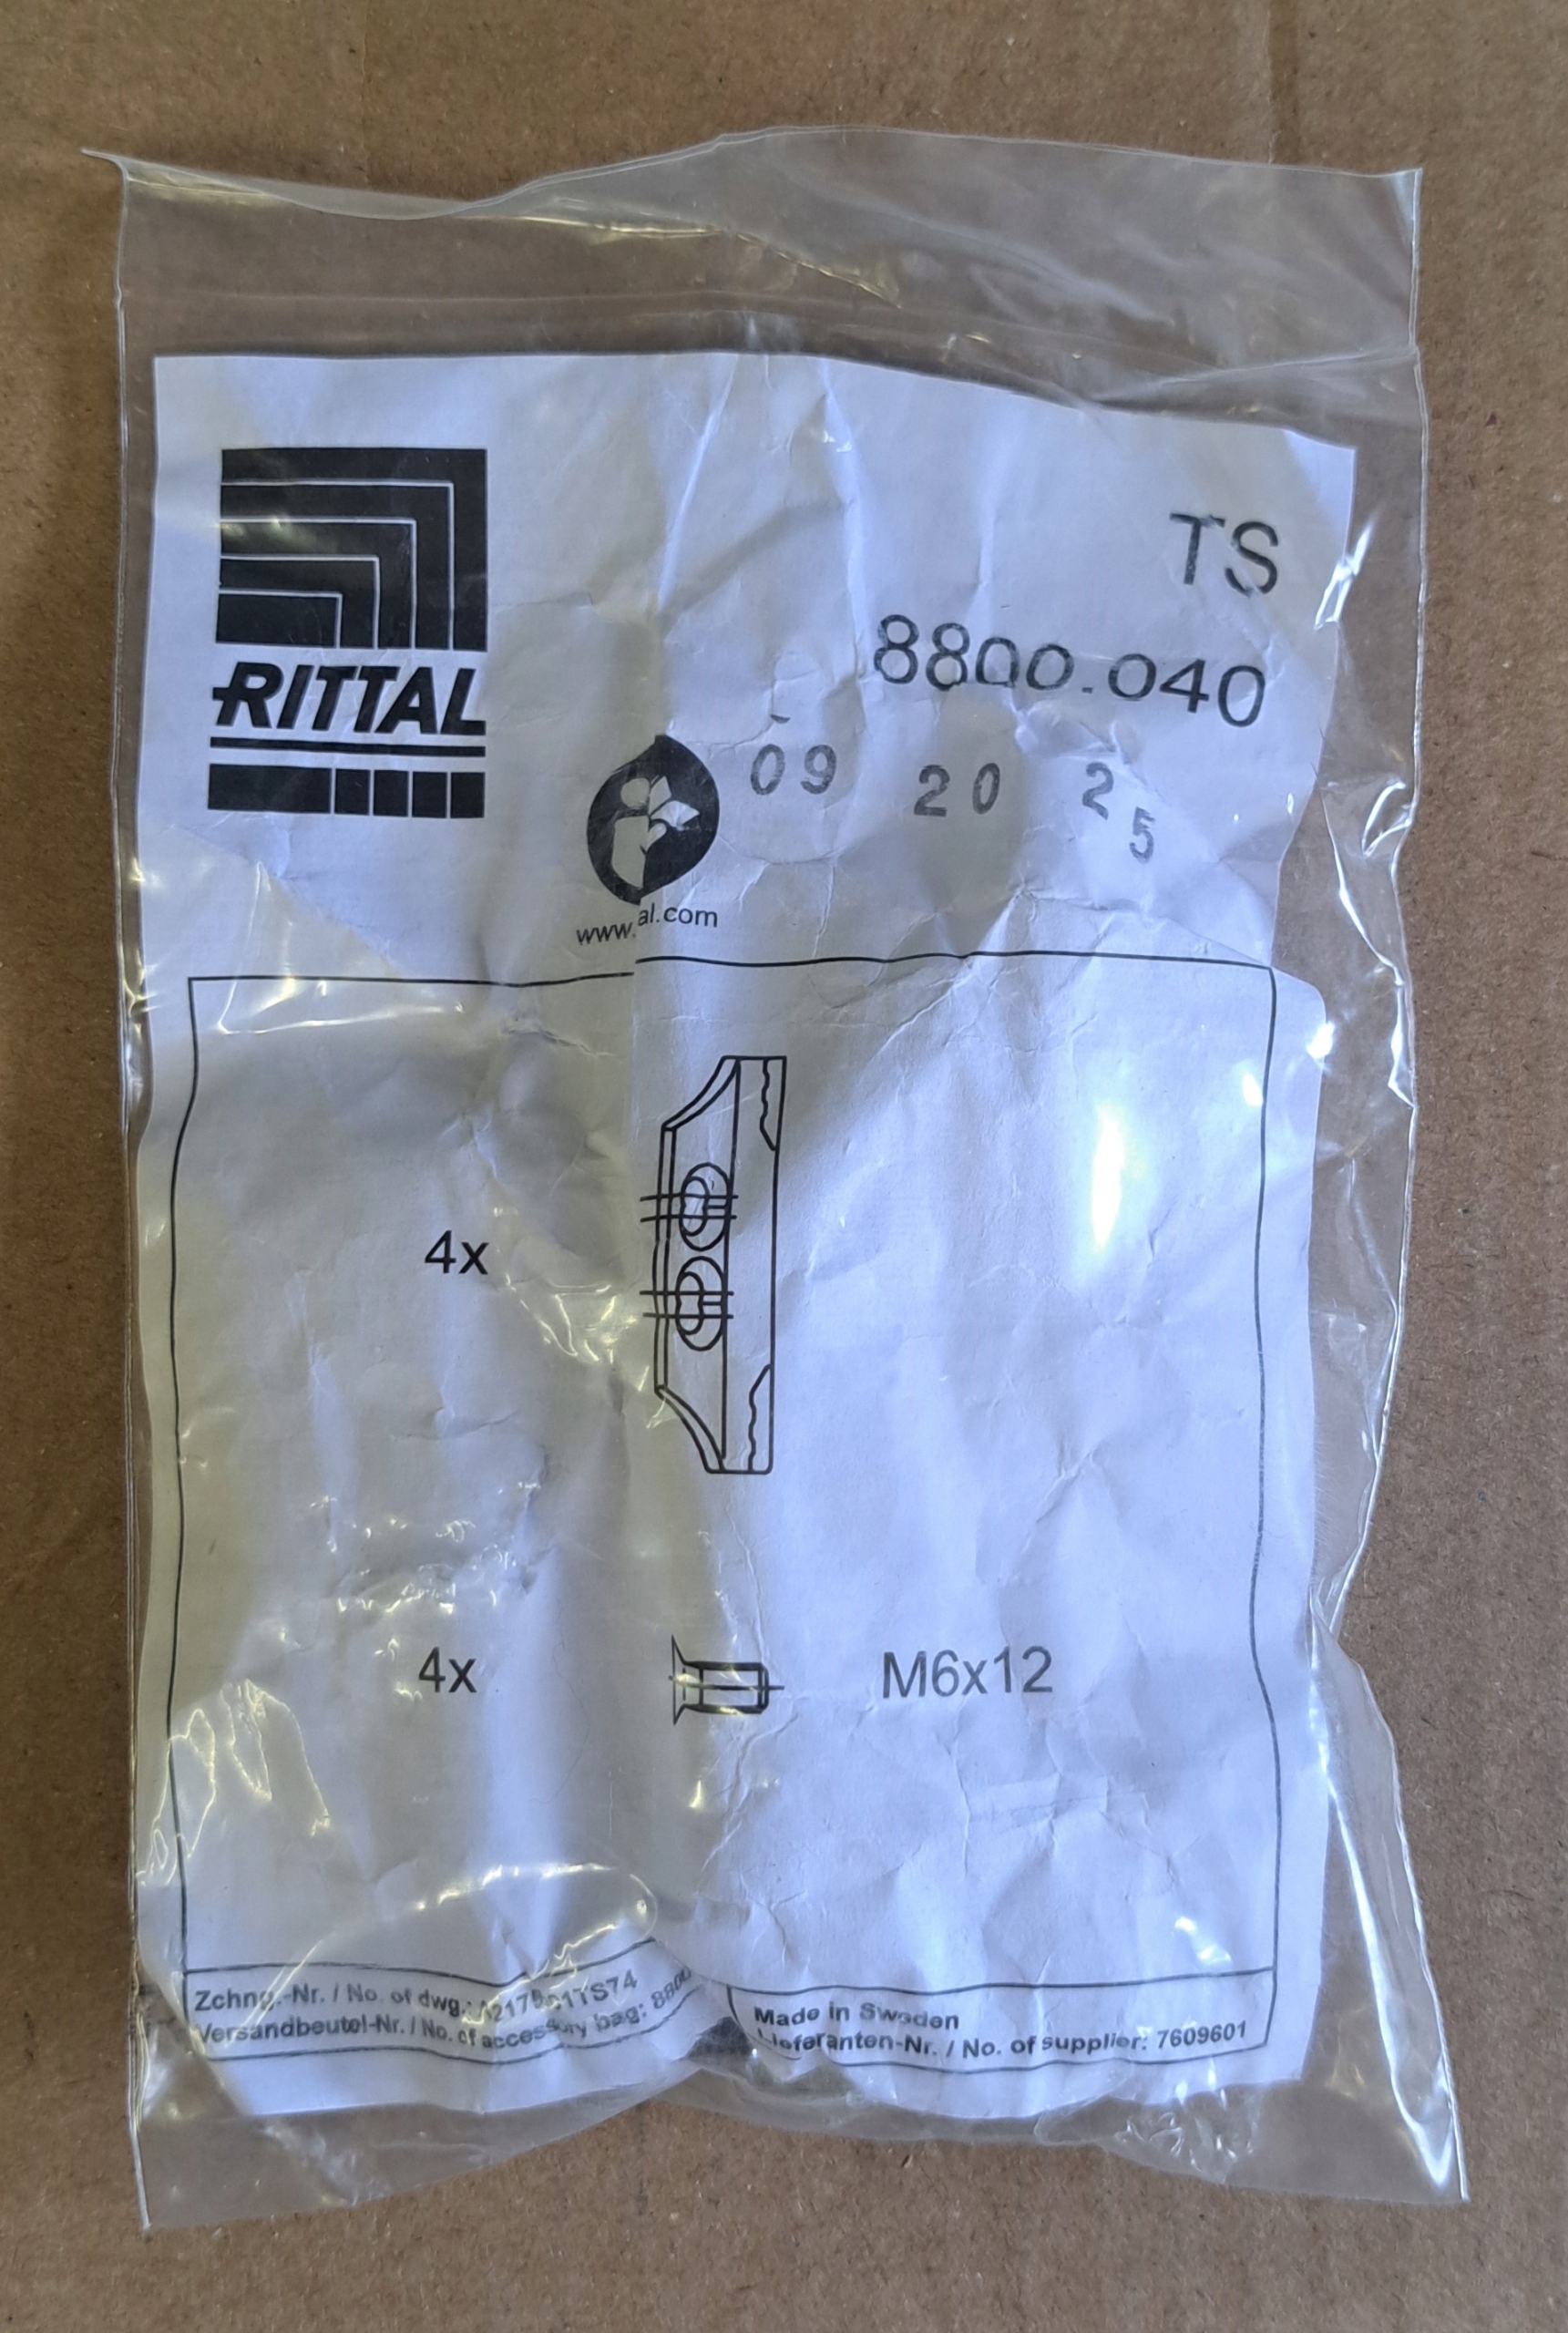 RITTAL
TS
8800.040
09 20 25
www. al.com
4x
4x M6x12
Zchng.-Nr. / No. of dwg.:
Versandbeutel-Nr. / No. of accessory bag: 8800
Made in Sweden
Lieferanten-Nr. / No. of supplier: 7609601